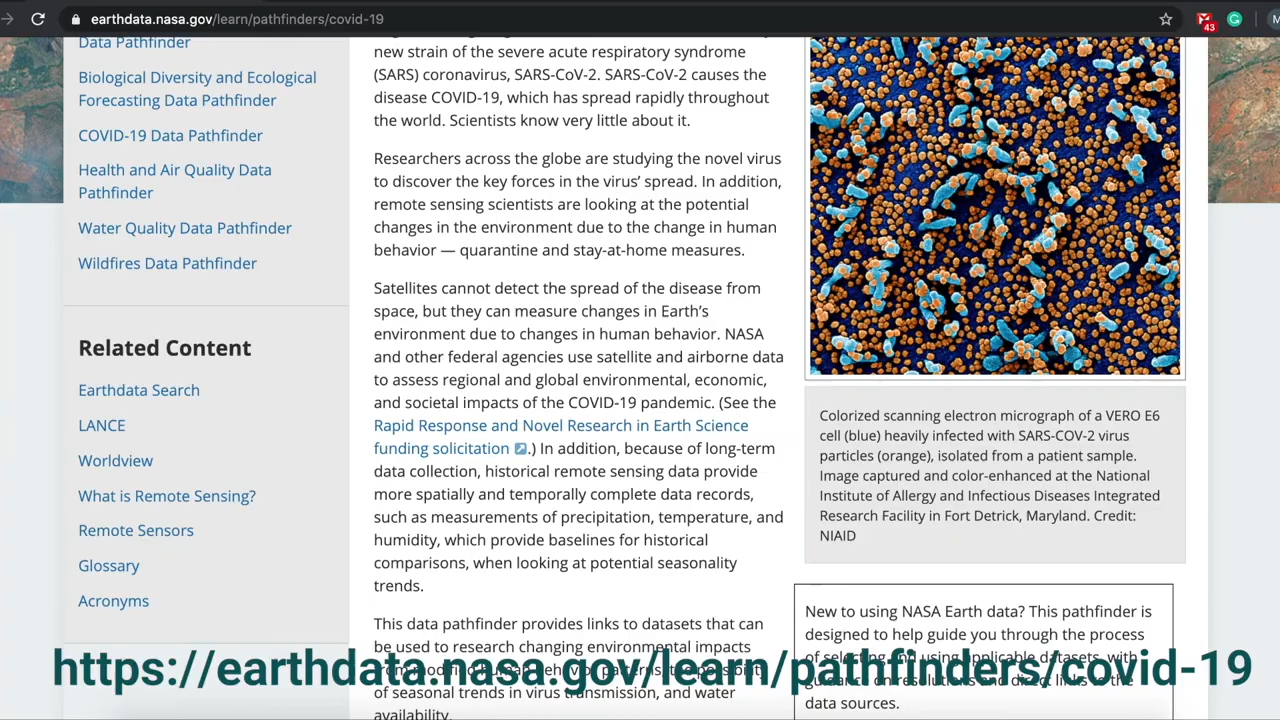 earthdata.nasa.gov/learn/pathfinders/covid-19
43
Data Pathfinder
Biological Diversity and Ecological
Forecasting Data Pathfinder
COVID-19 Data Pathfinder
Health and Air Quality Data
Pathfinder
Water Quality Data Pathfinder
Wildfires Data Pathfinder
Related Content
Earthdata Search
LANCE
Worldview
What is Remote Sensing?
Remote Sensors
Glossary
Acronyms
new strain of the severe acute respiratory syndrome
(SARS) coronavirus, SARS-CoV-2. SARS-CoV-2 causes the
disease COVID-19, which has spread rapidly throughout
the world. Scientists know very little about it.
Researchers across the globe are studying the novel virus
to discover the key forces in the virus’ spread. In addition,
remote sensing scientists are looking at the potential
changes in the environment due to the change in human
behavior — quarantine and stay-at-home measures.
Satellites cannot detect the spread of the disease from
space, but they can measure changes in Earth’s
environment due to changes in human behavior. NASA
and other federal agencies use satellite and airborne data
to assess regional and global environmental, economic,
and societal impacts of the COVID-19 pandemic. (See the
Rapid Response and Novel Research in Earth Science
funding solicitation .) In addition, because of long-term
data collection, historical remote sensing data provide
more spatially and temporally complete data records,
such as measurements of precipitation, temperature, and
humidity, which provide baselines for historical
comparisons, when looking at potential seasonality
trends.
This data pathfinder provides links to datasets that can
be used to research changing environmental impacts
from modified human behavior patterns, the possibility
of seasonal trends in virus transmission, and water
availability.
Colorized scanning electron micrograph of a VERO E6
cell (blue) heavily infected with SARS-COV-2 virus
particles (orange), isolated from a patient sample.
Image captured and color-enhanced at the National
Institute of Allergy and Infectious Diseases Integrated
Research Facility in Fort Detrick, Maryland. Credit:
NIAID
New to using NASA Earth data? This pathfinder is
designed to help guide you through the process
of selecting and using applicable datasets, with
guidance on resolutions and direct links to the
data sources.
https://earthdata.nasa.gov/learn/pathfinders/covid-19